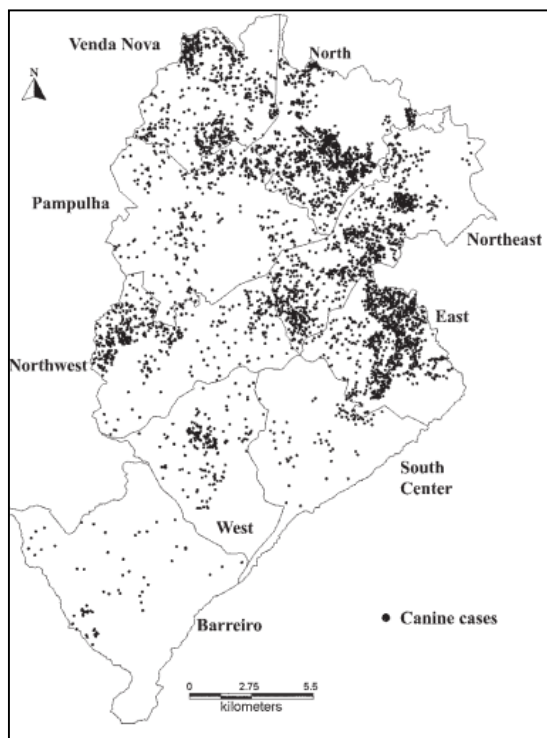 Venda Nova
North
N
Pampulha
Northeast
East
Northwest
South
Center
West
Barreiro
Canine cases
0 2.75 5.5
kilometers